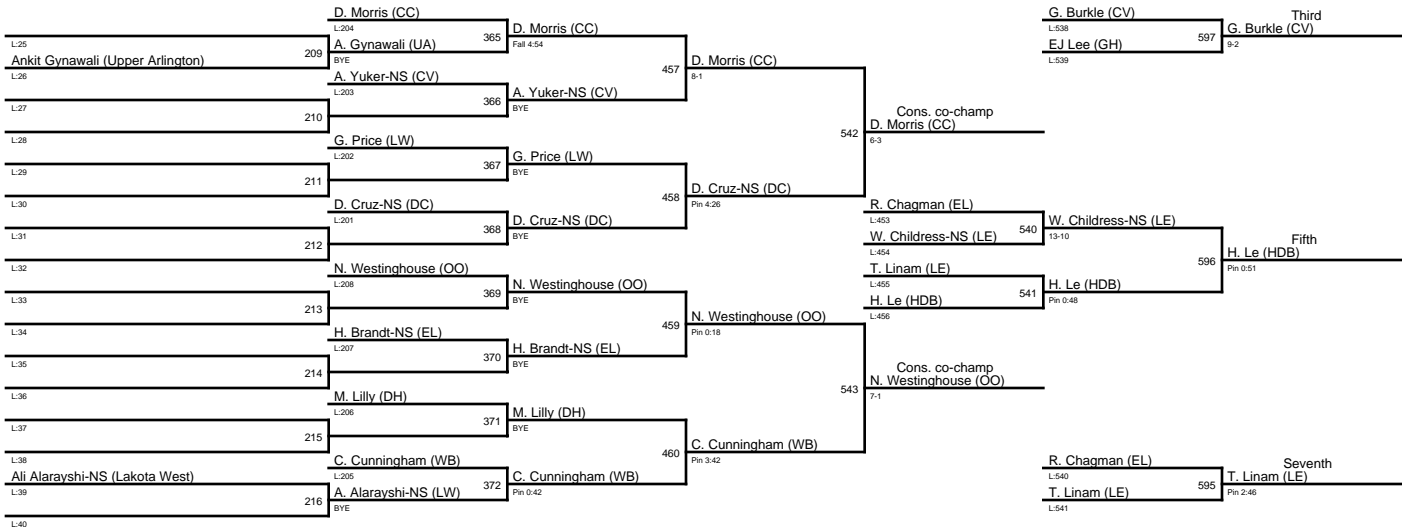 L:25
Ankit Gynawali (Upper Arlington)
L:26
L:27
L:28
L:29
L:30
L:31
L:32
L:33
L:34
L:35
L:36
L:37
L:38
Ali Alarayshi-NS (Lakota West)
L:39
L:40
209
210
211
212
213
214
215
216
D. Morris (CC)
L:204
A. Gynawali (UA)
BYE
A. Yuker-NS (CV)
L:203
G. Price (LW)
L:202
D. Cruz-NS (DC)
L:201
N. Westinghouse (OO)
L:208
H. Brandt-NS (EL)
L:207
M. Lilly (DH)
L:206
C. Cunningham (WB)
L:205
A. Alarayshi-NS (LW)
BYE
365
366
367
368
369
370
371
372
D. Morris (CC)
Fall 4:54
A. Yuker-NS (CV)
BYE
G. Price (LW)
BYE
D. Cruz-NS (DC)
BYE
N. Westinghouse (OO)
BYE
H. Brandt-NS (EL)
BYE
M. Lilly (DH)
BYE
C. Cunningham (WB)
Pin 0:42
457
458
459
460
D. Morris (CC)
8-1
D. Cruz-NS (DC)
Pin 4:26
N. Westinghouse (OO)
Pin 0:18
C. Cunningham (WB)
Pin 3:42
542
543
Cons. co-champ
D. Morris (CC)
6-3
Cons. co-champ
N. Westinghouse (OO)
7-1
R. Chagman (EL)
L:453
W. Childress-NS (LE)
L:454
T. Linam (LE)
L:455
H. Le (HDB)
L:456
540
541
W. Childress-NS (LE)
13-10
H. Le (HDB)
Pin 0:48
596
Fifth
H. Le (HDB)
Pin 0:51
G. Burkle (CV)
L:538
EJ Lee (GH)
L:539
597
Third
G. Burkle (CV)
9-2
R. Chagman (EL)
L:540
T. Linam (LE)
L:541
595
Seventh
T. Linam (LE)
Pin 2:46